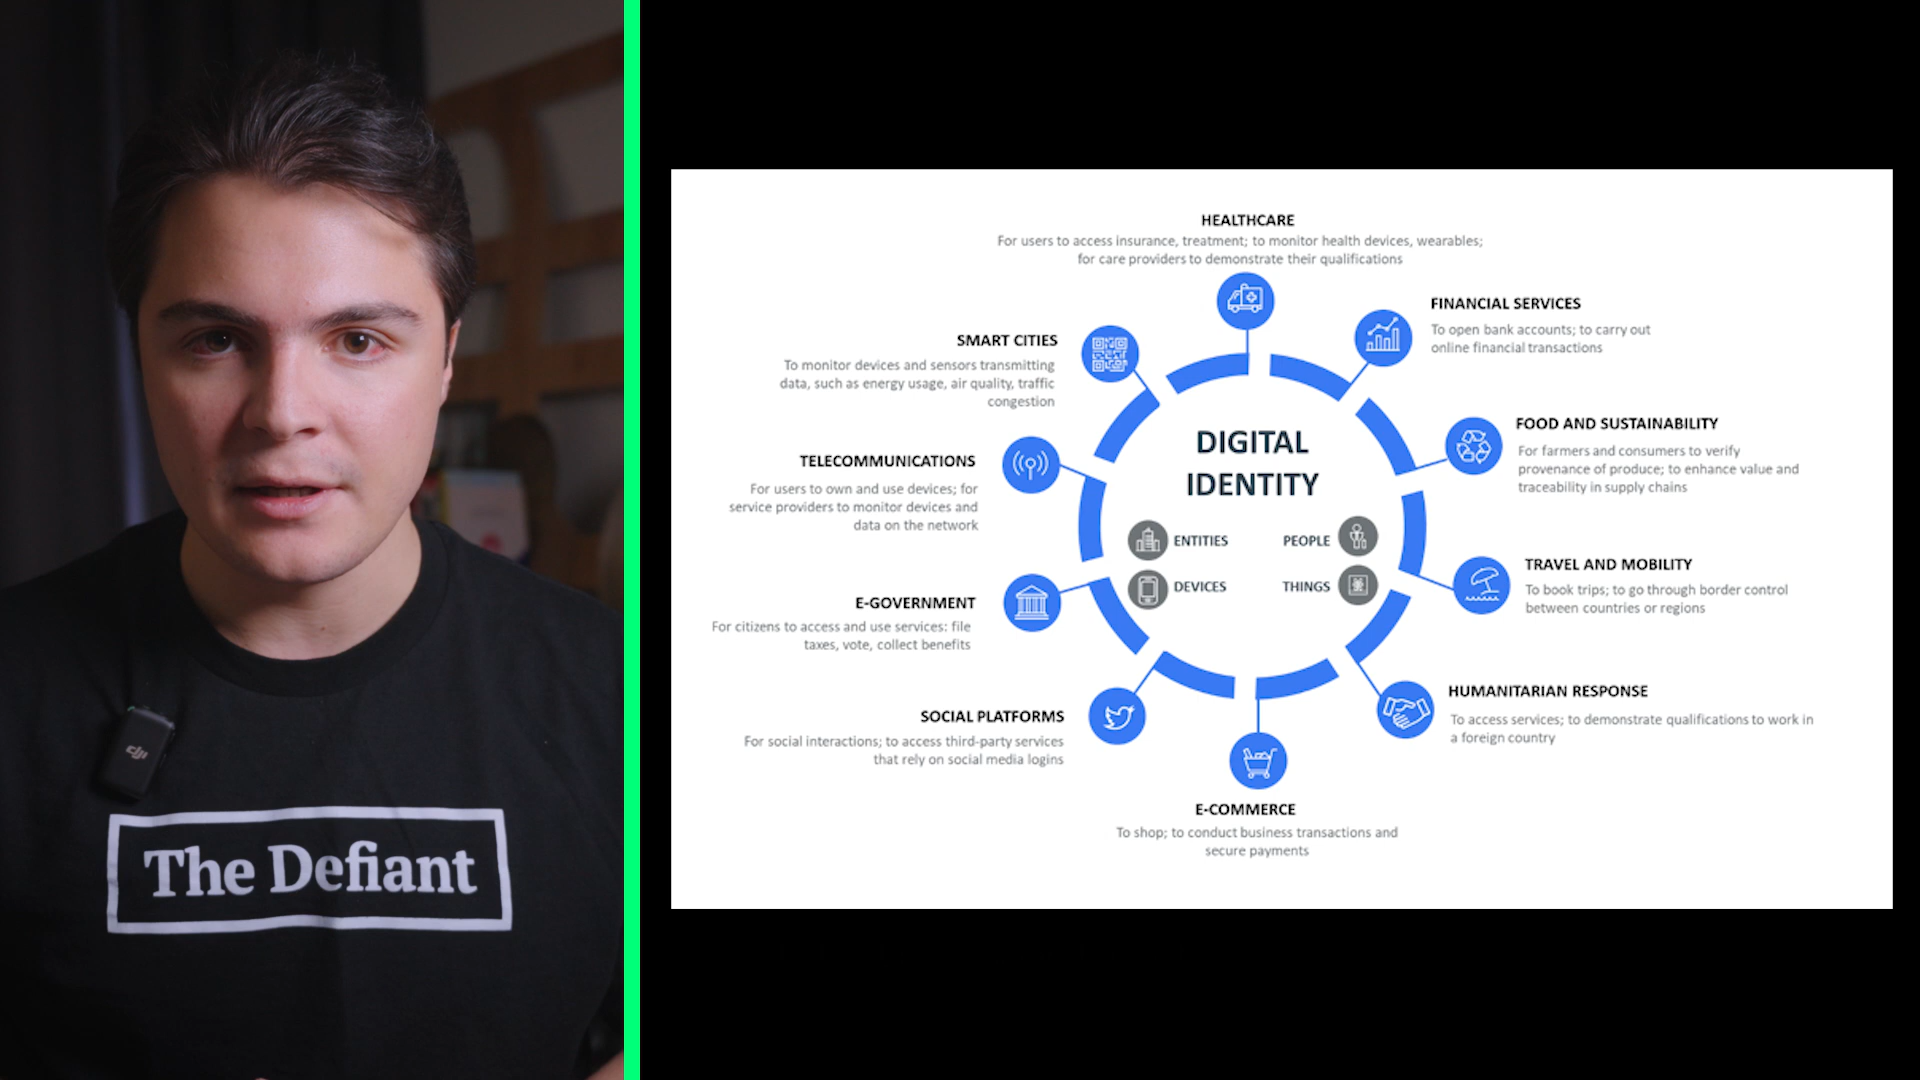 dji
The Defiant
HEALTHCARE
For users to access insurance, treatment; to monitor health devices, wearables;
for care providers to demonstrate their qualifications
FINANCIAL SERVICES
To open bank accounts; to carry out
online financial transactions
FOOD AND SUSTAINABILITY
For farmers and consumers to verify
provenance of produce; to enhance value and
traceability in supply chains
TRAVEL AND MOBILITY
To book trips; to go through border control
between countries or regions
HUMANITARIAN RESPONSE
To access services; to demonstrate qualifications to work in
a foreign country
E-COMMERCE
To shop; to conduct business transactions and
secure payments
SOCIAL PLATFORMS
For social interactions; to access third-party services
that rely on social media logins
E-GOVERNMENT
For citizens to access and use services: file
taxes, vote, collect benefits
TELECOMMUNICATIONS
For users to own and use devices; for
service providers to monitor devices and
data on the network
SMART CITIES
To monitor devices and sensors transmitting
data, such as energy usage, air quality, traffic
congestion
DIGITAL
IDENTITY
ENTITIES
PEOPLE
DEVICES
THINGS